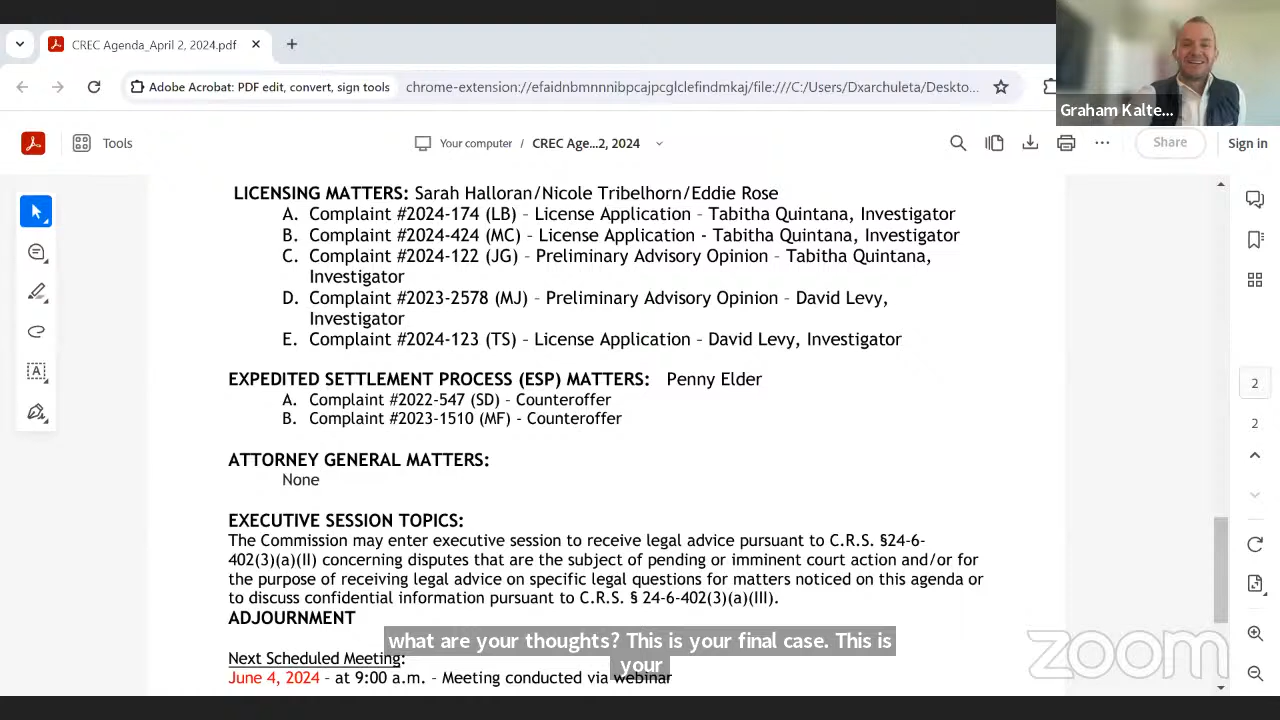 CREC Agenda_April 2, 2024.pdf
Adobe Acrobat: PDF edit, convert, sign tools
chrome-extension://efaidnbmnnnibpcajpcglclefindmkaj/file:///C:/Users/Dxarchuleta/Deskto...
Graham Kalte...
Tools
Your computer / CREC Age...2, 2024
Share
Sign in
LICENSING MATTERS: Sarah Halloran/Nicole Tribelhorn/Eddie Rose
A. Complaint #2024-174 (LB) – License Application – Tabitha Quintana, Investigator
B. Complaint #2024-424 (MC) – License Application - Tabitha Quintana, Investigator
C. Complaint #2024-122 (JG) – Preliminary Advisory Opinion – Tabitha Quintana,
Investigator
D. Complaint #2023-2578 (MJ) – Preliminary Advisory Opinion – David Levy,
Investigator
E. Complaint #2024-123 (TS) – License Application – David Levy, Investigator
EXPEDITED SETTLEMENT PROCESS (ESP) MATTERS: Penny Elder
A. Complaint #2022-547 (SD) – Counteroffer
B. Complaint #2023-1510 (MF) - Counteroffer
ATTORNEY GENERAL MATTERS:
None
EXECUTIVE SESSION TOPICS:
The Commission may enter executive session to receive legal advice pursuant to C.R.S. §24-6-
402(3)(a)(II) concerning disputes that are the subject of pending or imminent court action and/or for
the purpose of receiving legal advice on specific legal questions for matters noticed on this agenda or
to discuss confidential information pursuant to C.R.S. § 24-6-402(3)(a)(III).
ADJOURNMENT
what are your thoughts? This is your final case. This is
your
Next Scheduled Meeting:
June 4, 2024 – at 9:00 a.m. – Meeting conducted via webinar
2
2
zoom